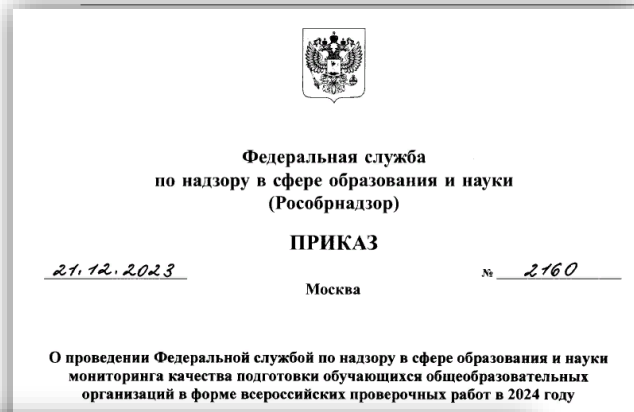 Федеральная служба
по надзору в сфере образования и науки
(Рособрнадзор)
ПРИКАЗ
21.12.2023 № 2160
Москва
О проведении Федеральной службой по надзору в сфере образования и науки
мониторинга качества подготовки обучающихся общеобразовательных
организаций в форме всероссийских проверочных работ в 2024 году